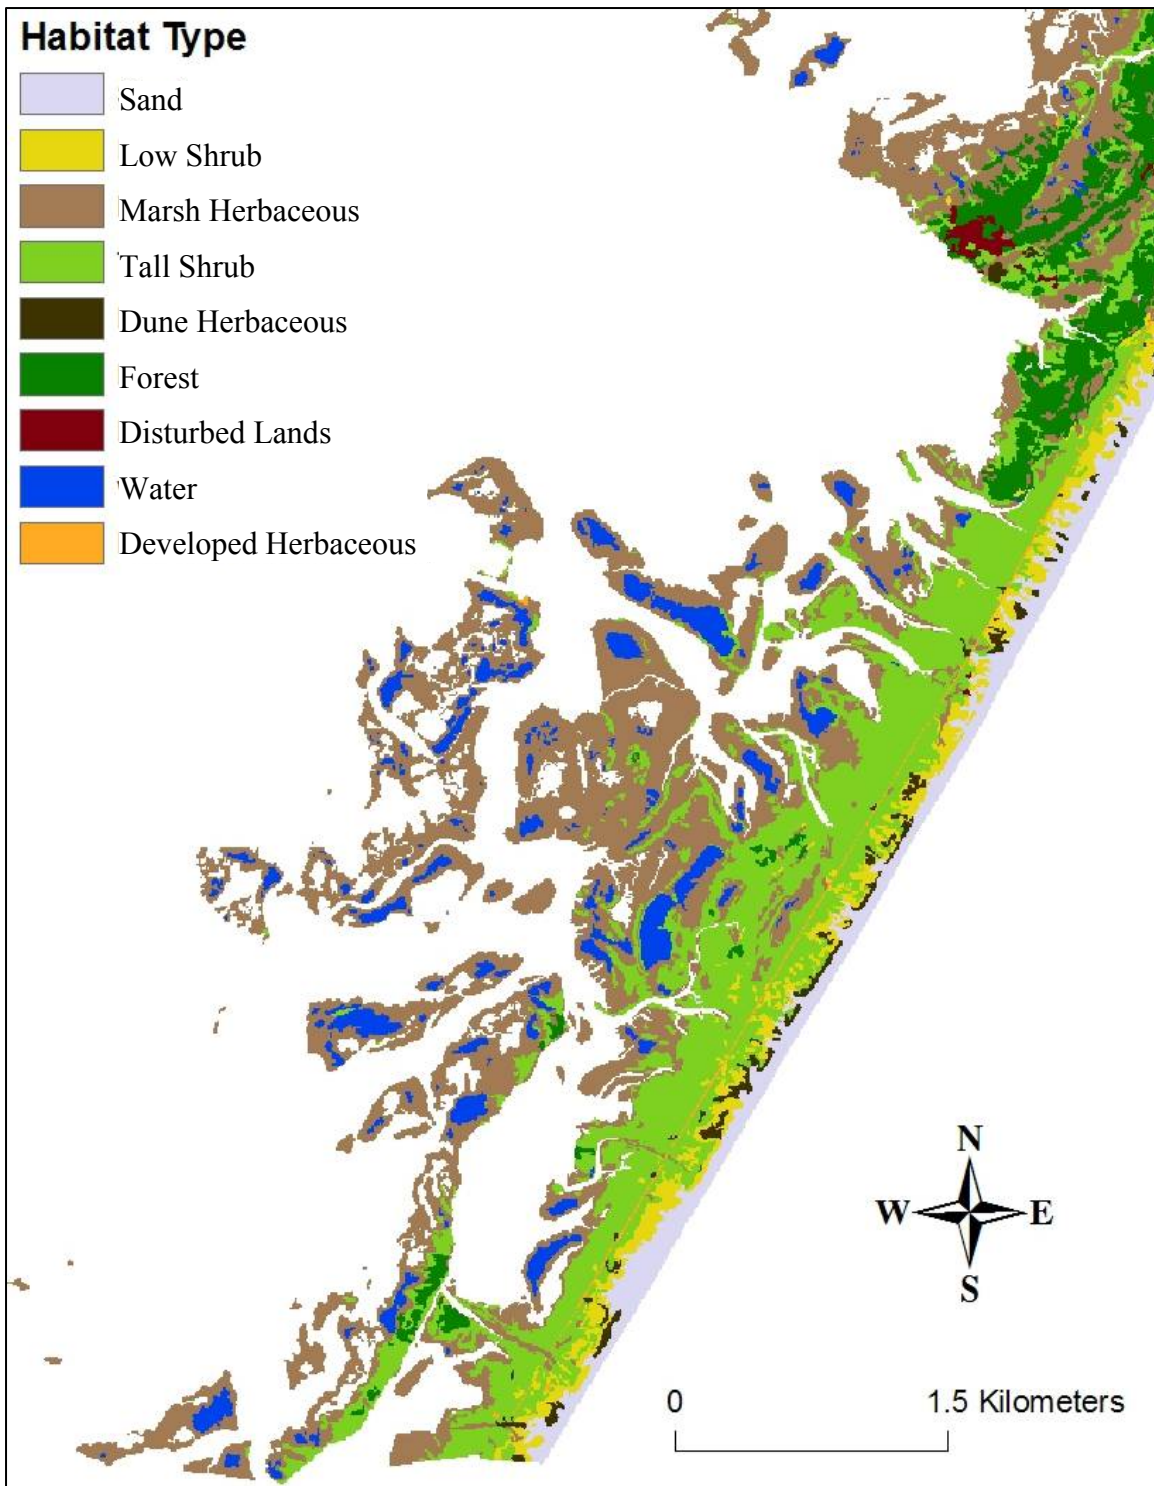 Habitat Type
Sand
Low Shrub
Marsh Herbaceous
Tall Shrub
Dune Herbaceous
Forest
Disturbed Lands
Water
Developed Herbaceous
N
W E
S
0 1.5 Kilometers